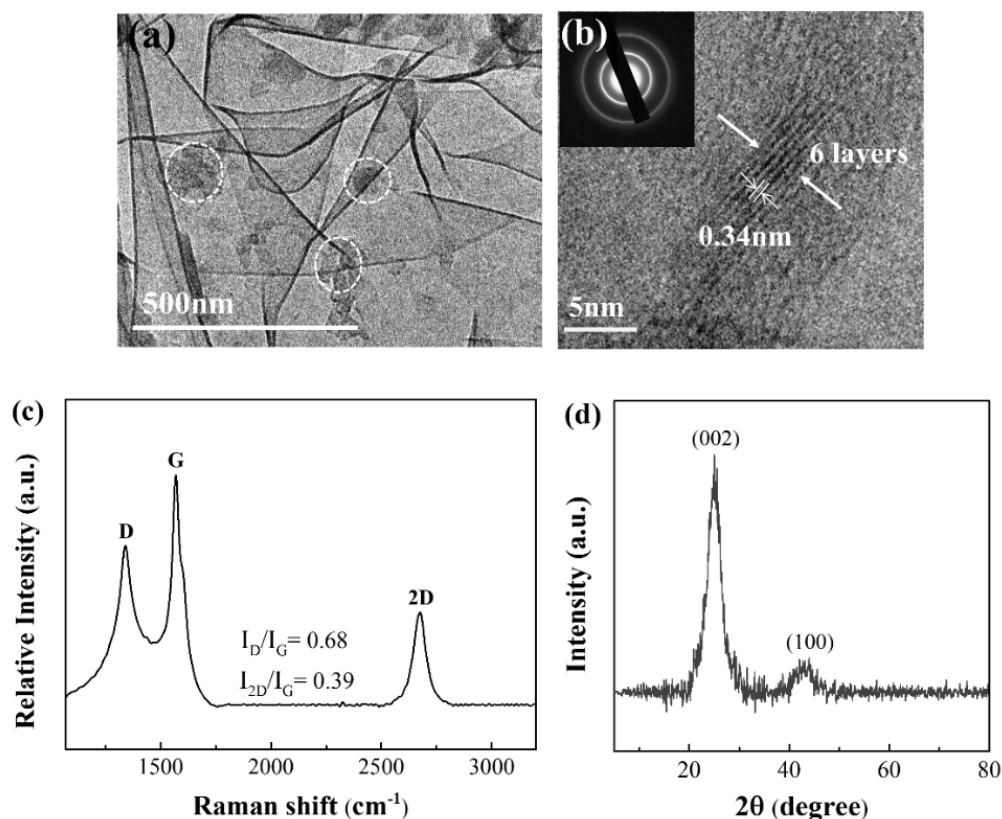 (a)
500nm
(b)
6 layers
0.34nm
5nm
(c)
Relative Intensity (a.u.)
D
G
2D
I_D/I_G= 0.68
I_2D/I_G= 0.39
1500 2000 2500 3000
Raman shift (cm⁻¹)
(d)
Intensity (a.u.)
(002)
(100)
20 40 60 80
2θ (degree)